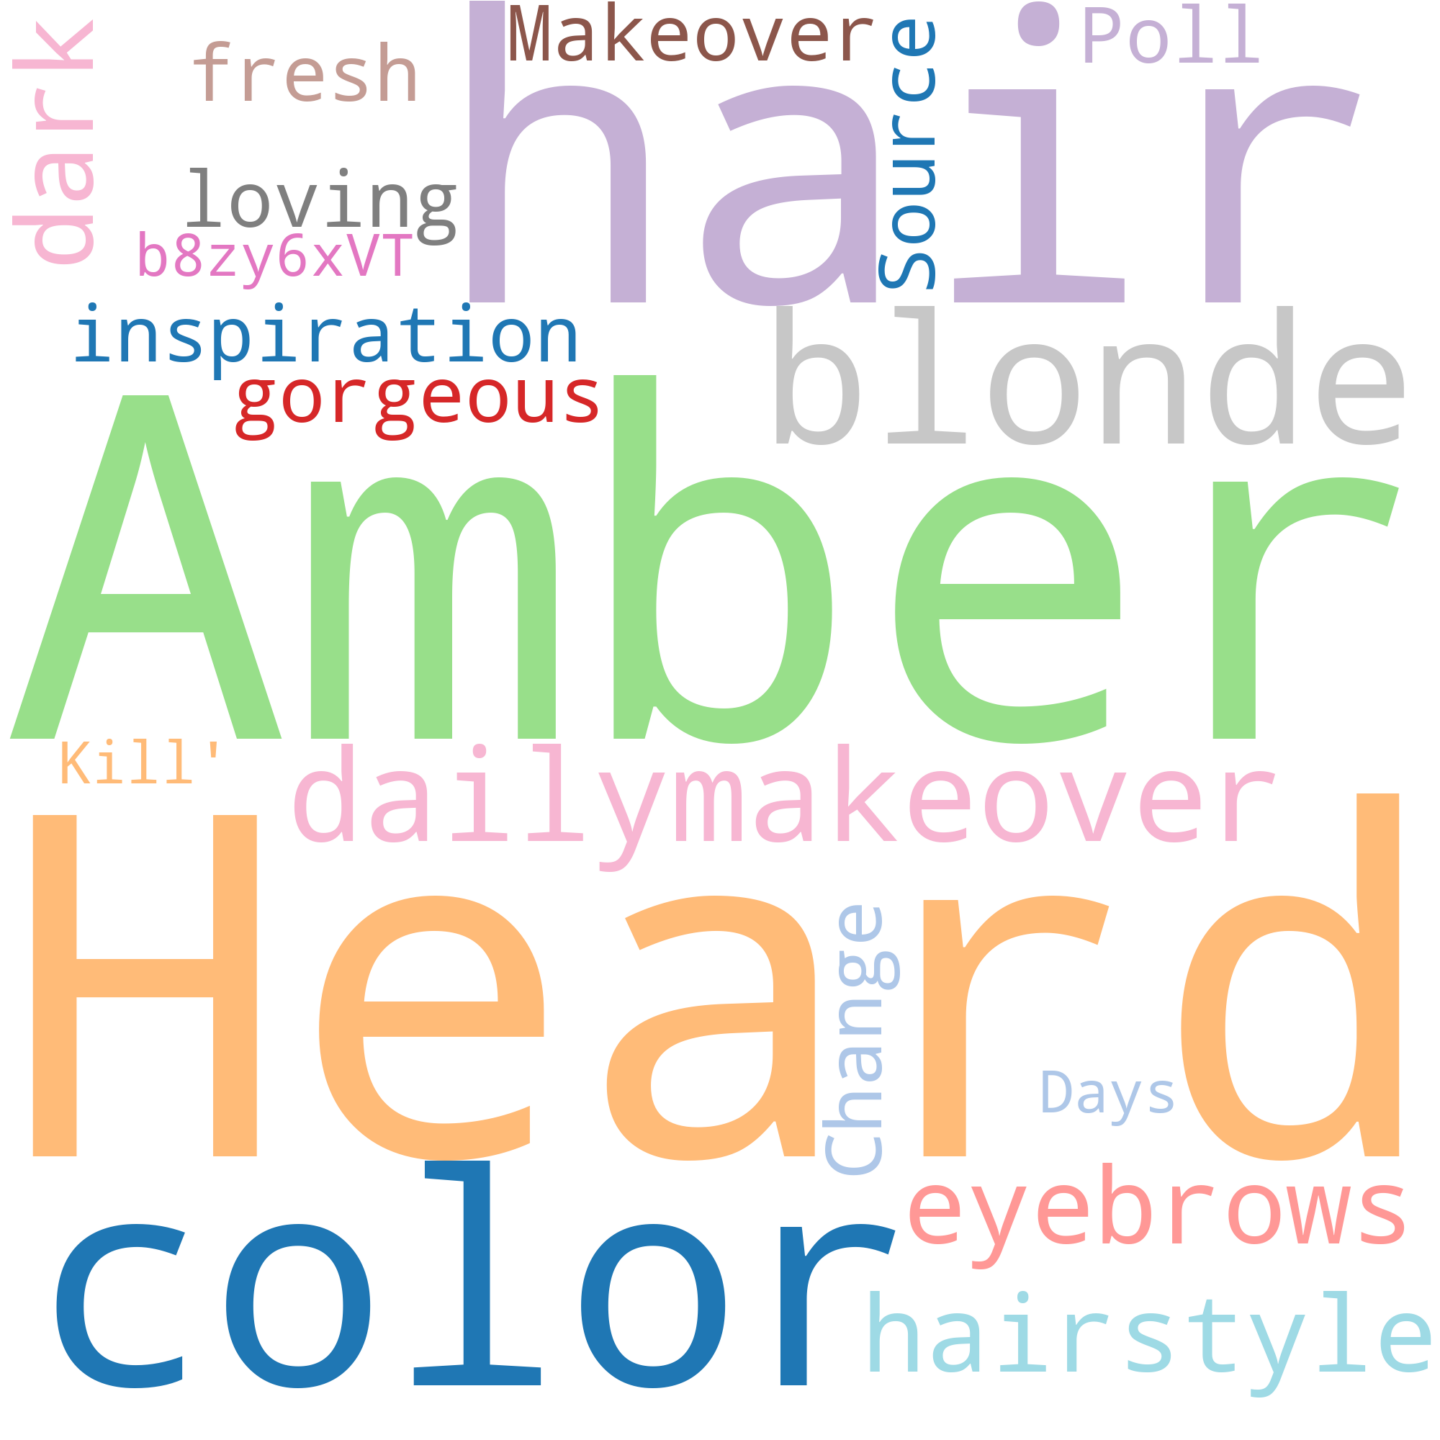 Makeover
Poll
dark
fresh
hair
Source
loving
b8zy6xVT
inspiration
blonde
gorgeous
Amber
Kill'
dailymakeover
Heard
Change
Days
color
eyebrows
hairstyle